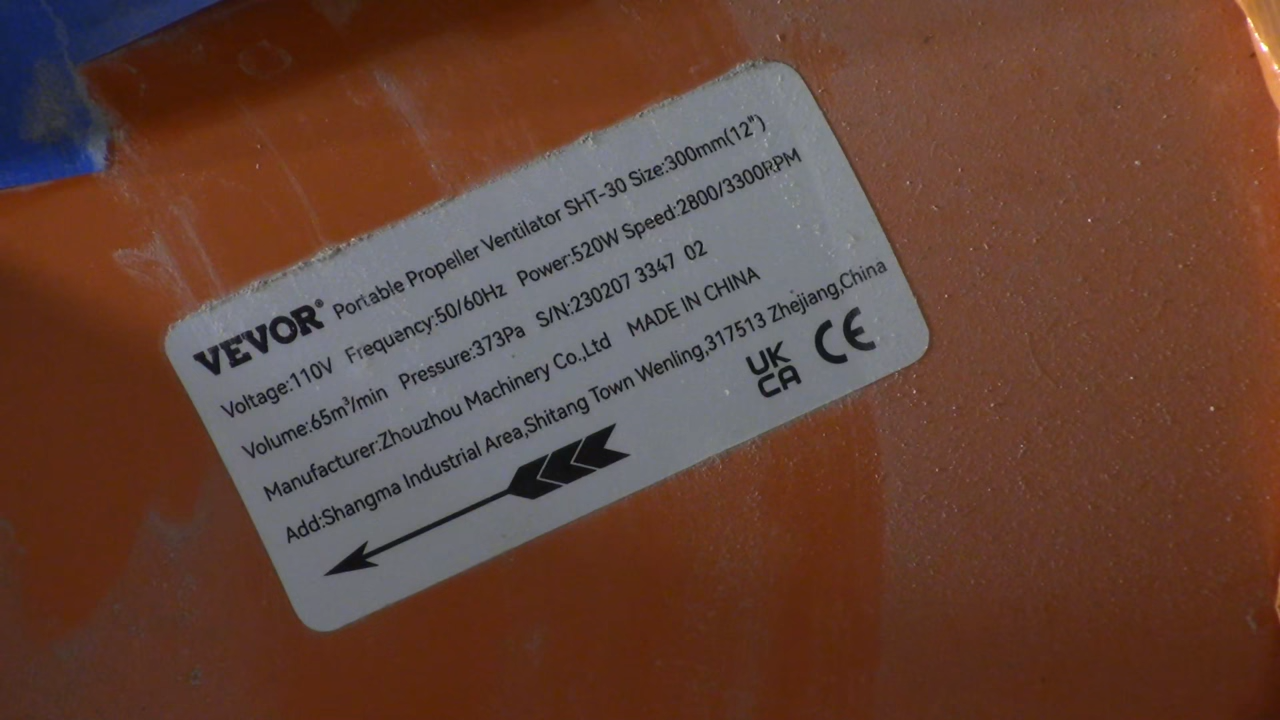 VEVOR® Portable Propeller Ventilator SHT-30 Size:300mm(12")
Voltage:110V Frequency:50/60Hz Power:520W Speed:2800/3300RPM
Volume:65m³/min Pressure:373Pa S/N:230207 3347 02
Manufacturer:Zhouzhou Machinery Co.,Ltd MADE IN CHINA
Add:Shangma Industrial Area,Shitang Town Wenling,317513 Zhejiang,China
UK
CA
CE